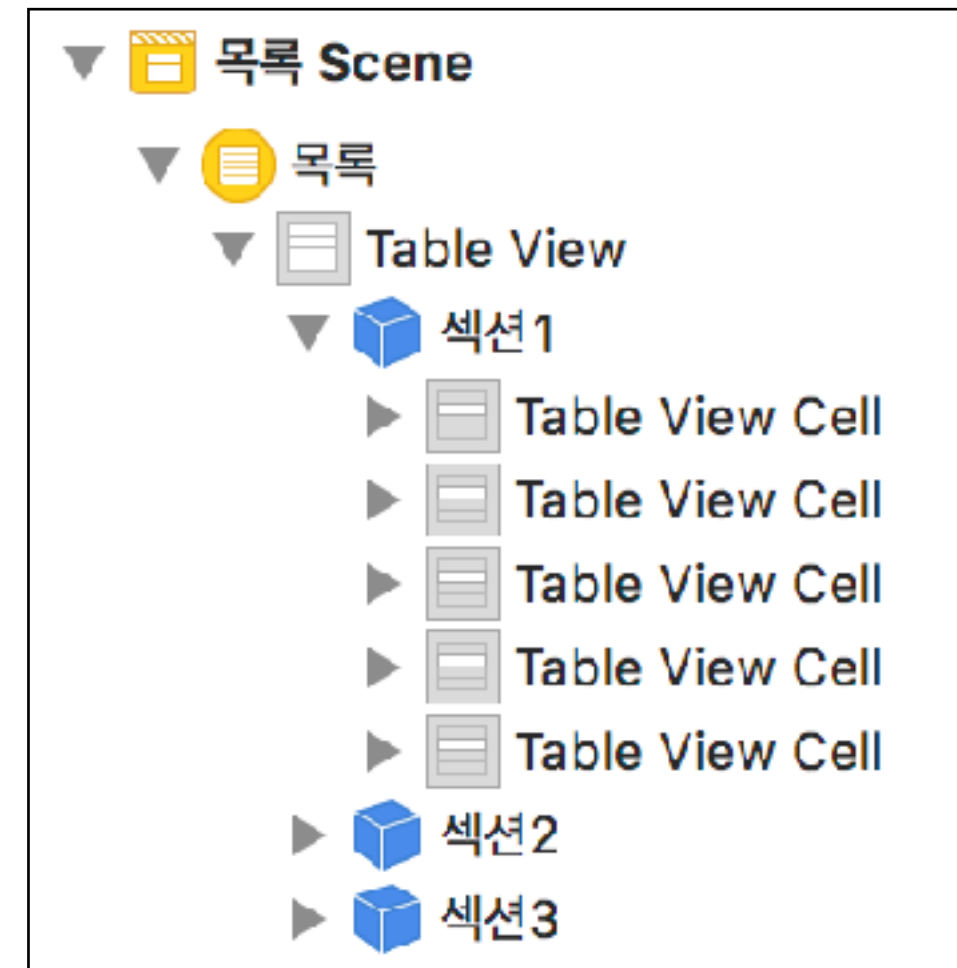 목록 Scene
목록
Table View
섹션1
Table View Cell
Table View Cell
Table View Cell
Table View Cell
Table View Cell
섹션2
섹션3